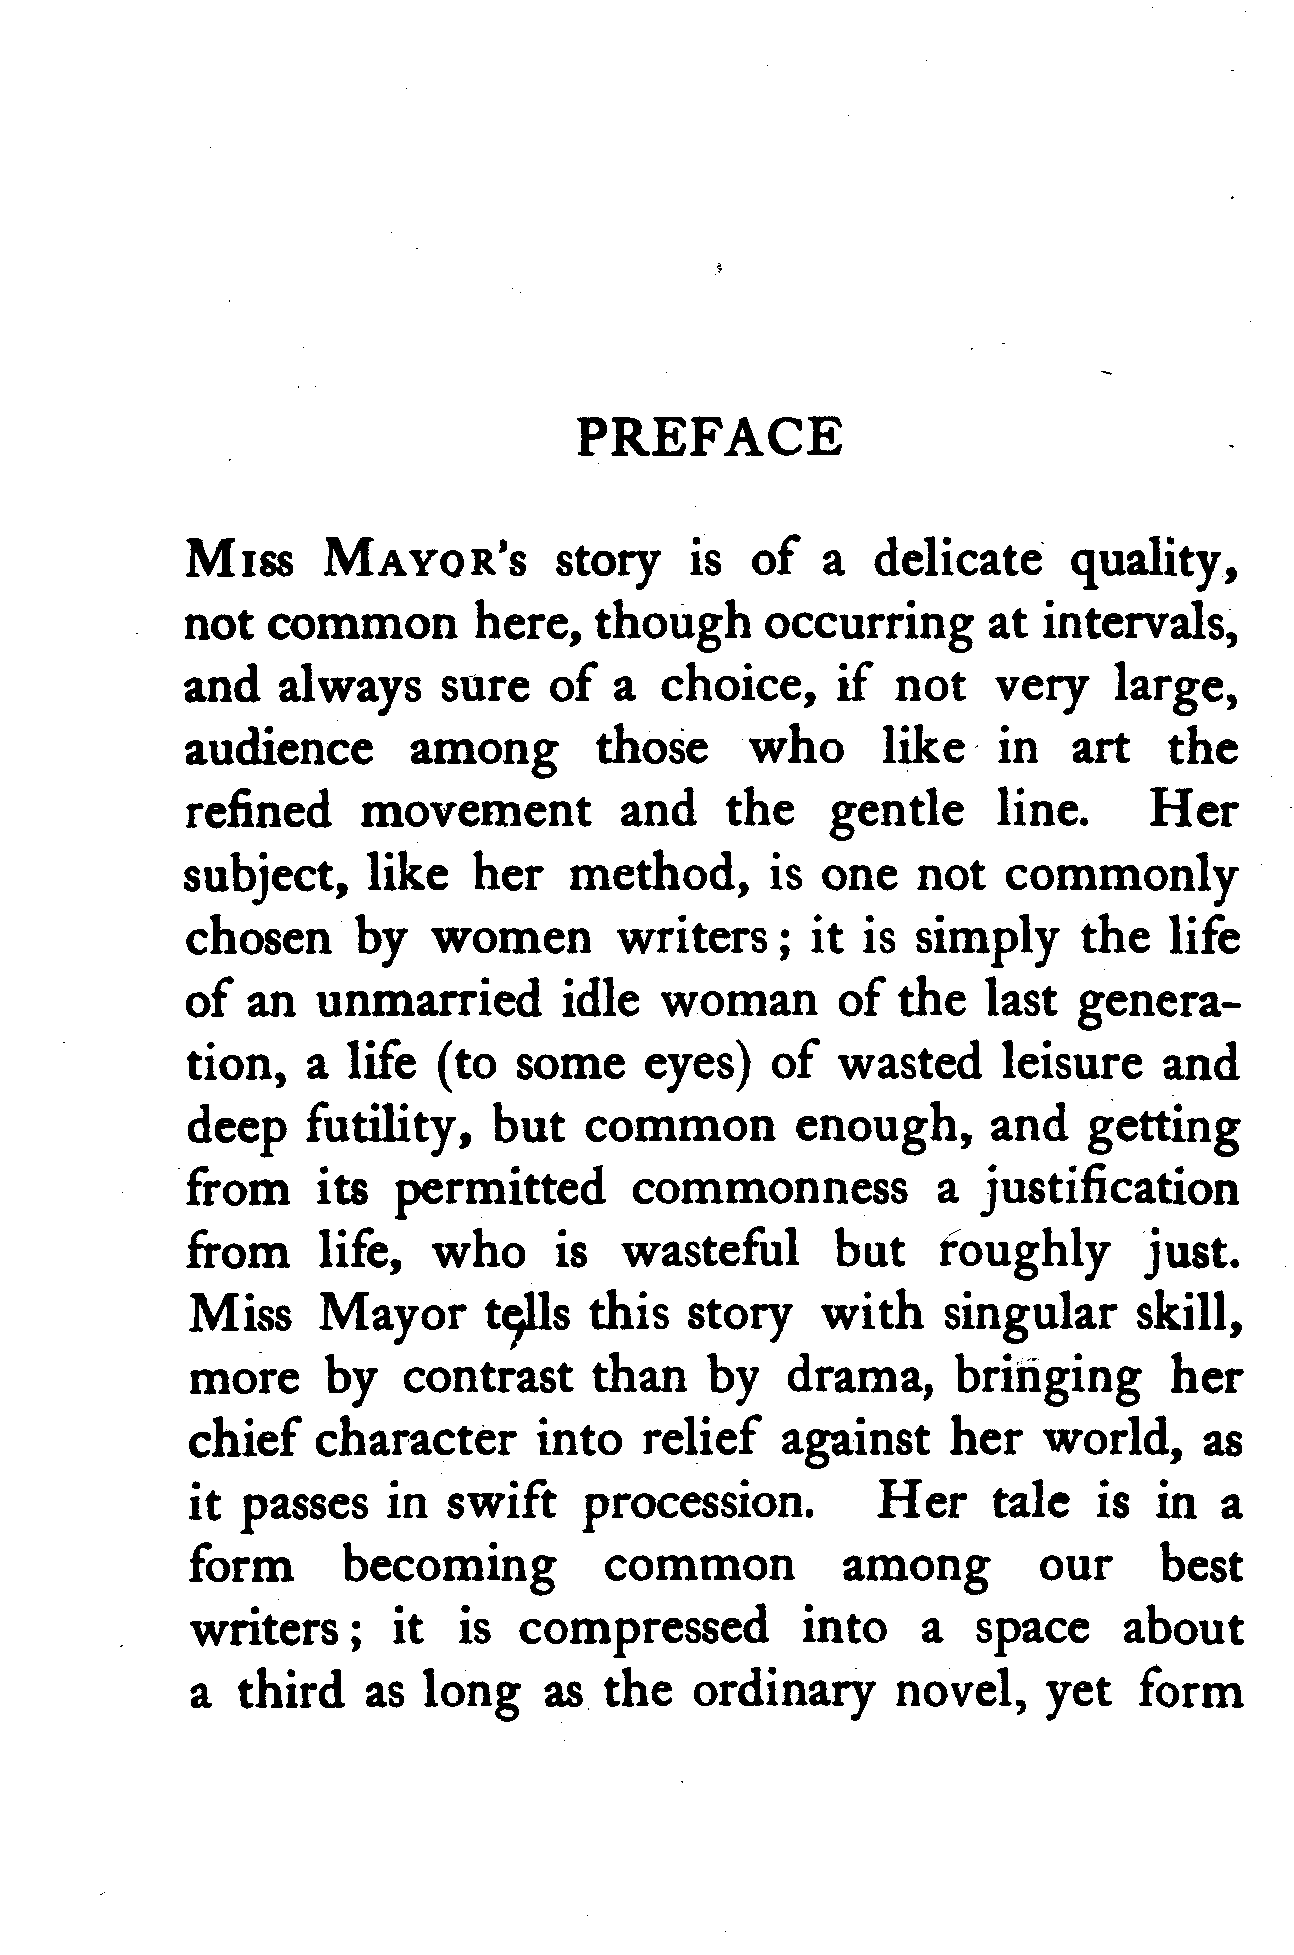 PREFACE
Miss Mayor's story is of a delicate quality,
not common here, though occurring at intervals,
and always sure of a choice, if not very large,
audience among those who like in art the
refined movement and the gentle line. Her
subject, like her method, is one not commonly
chosen by women writers; it is simply the life
of an unmarried idle woman of the last genera-
tion, a life (to some eyes) of wasted leisure and
deep futility, but common enough, and getting
from its permitted commonness a justification
from life, who is wasteful but roughly just.
Miss Mayor tells this story with singular skill,
more by contrast than by drama, bringing her
chief character into relief against her world, as
it passes in swift procession. Her tale is in a
form becoming common among our best
writers; it is compressed into a space about
a third as long as the ordinary novel, yet form